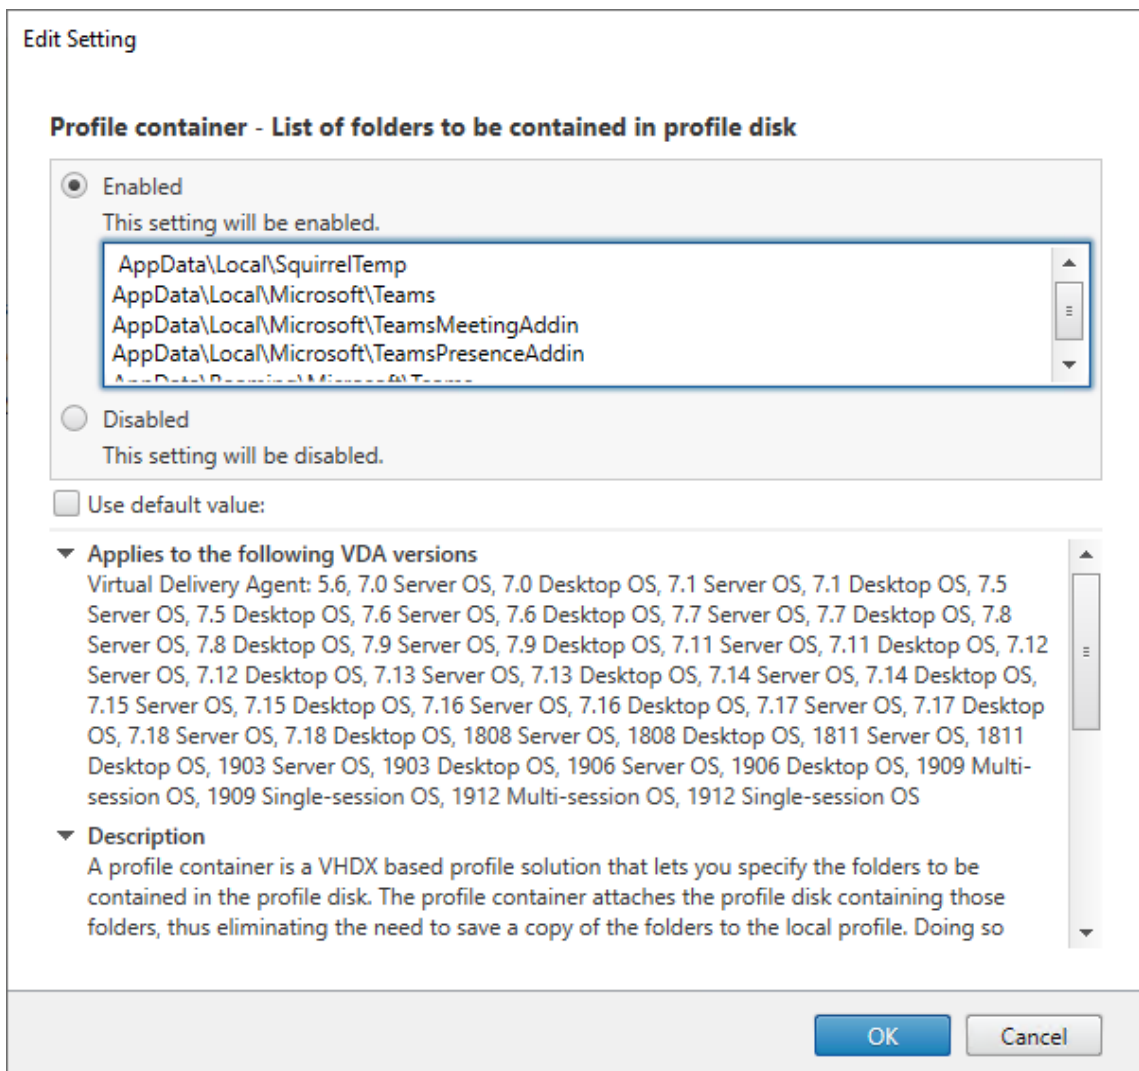 Edit Setting
Profile container - List of folders to be contained in profile disk
Enabled
This setting will be enabled.
AppData\Local\SquirrelTemp
AppData\Local\Microsoft\Teams
AppData\Local\Microsoft\TeamsMeetingAddin
AppData\Local\Microsoft\TeamsPresenceAddin
AppData\Roaming\Microsoft\Teams
Disabled
This setting will be disabled.
Use default value:
Applies to the following VDA versions
Virtual Delivery Agent: 5.6, 7.0 Server OS, 7.0 Desktop OS, 7.1 Server OS, 7.1 Desktop OS, 7.5
Server OS, 7.5 Desktop OS, 7.6 Server OS, 7.6 Desktop OS, 7.7 Server OS, 7.7 Desktop OS, 7.8
Server OS, 7.8 Desktop OS, 7.9 Server OS, 7.9 Desktop OS, 7.11 Server OS, 7.11 Desktop OS, 7.12
Server OS, 7.12 Desktop OS, 7.13 Server OS, 7.13 Desktop OS, 7.14 Server OS, 7.14 Desktop OS,
7.15 Server OS, 7.15 Desktop OS, 7.16 Server OS, 7.16 Desktop OS, 7.17 Server OS, 7.17 Desktop
OS, 7.18 Server OS, 7.18 Desktop OS, 1808 Server OS, 1808 Desktop OS, 1811 Server OS, 1811
Desktop OS, 1903 Server OS, 1903 Desktop OS, 1906 Server OS, 1906 Desktop OS, 1909 Multi-
session OS, 1909 Single-session OS, 1912 Multi-session OS, 1912 Single-session OS
Description
A profile container is a VHDX based profile solution that lets you specify the folders to be
contained in the profile disk. The profile container attaches the profile disk containing those
folders, thus eliminating the need to save a copy of the folders to the local profile. Doing so
OK
Cancel